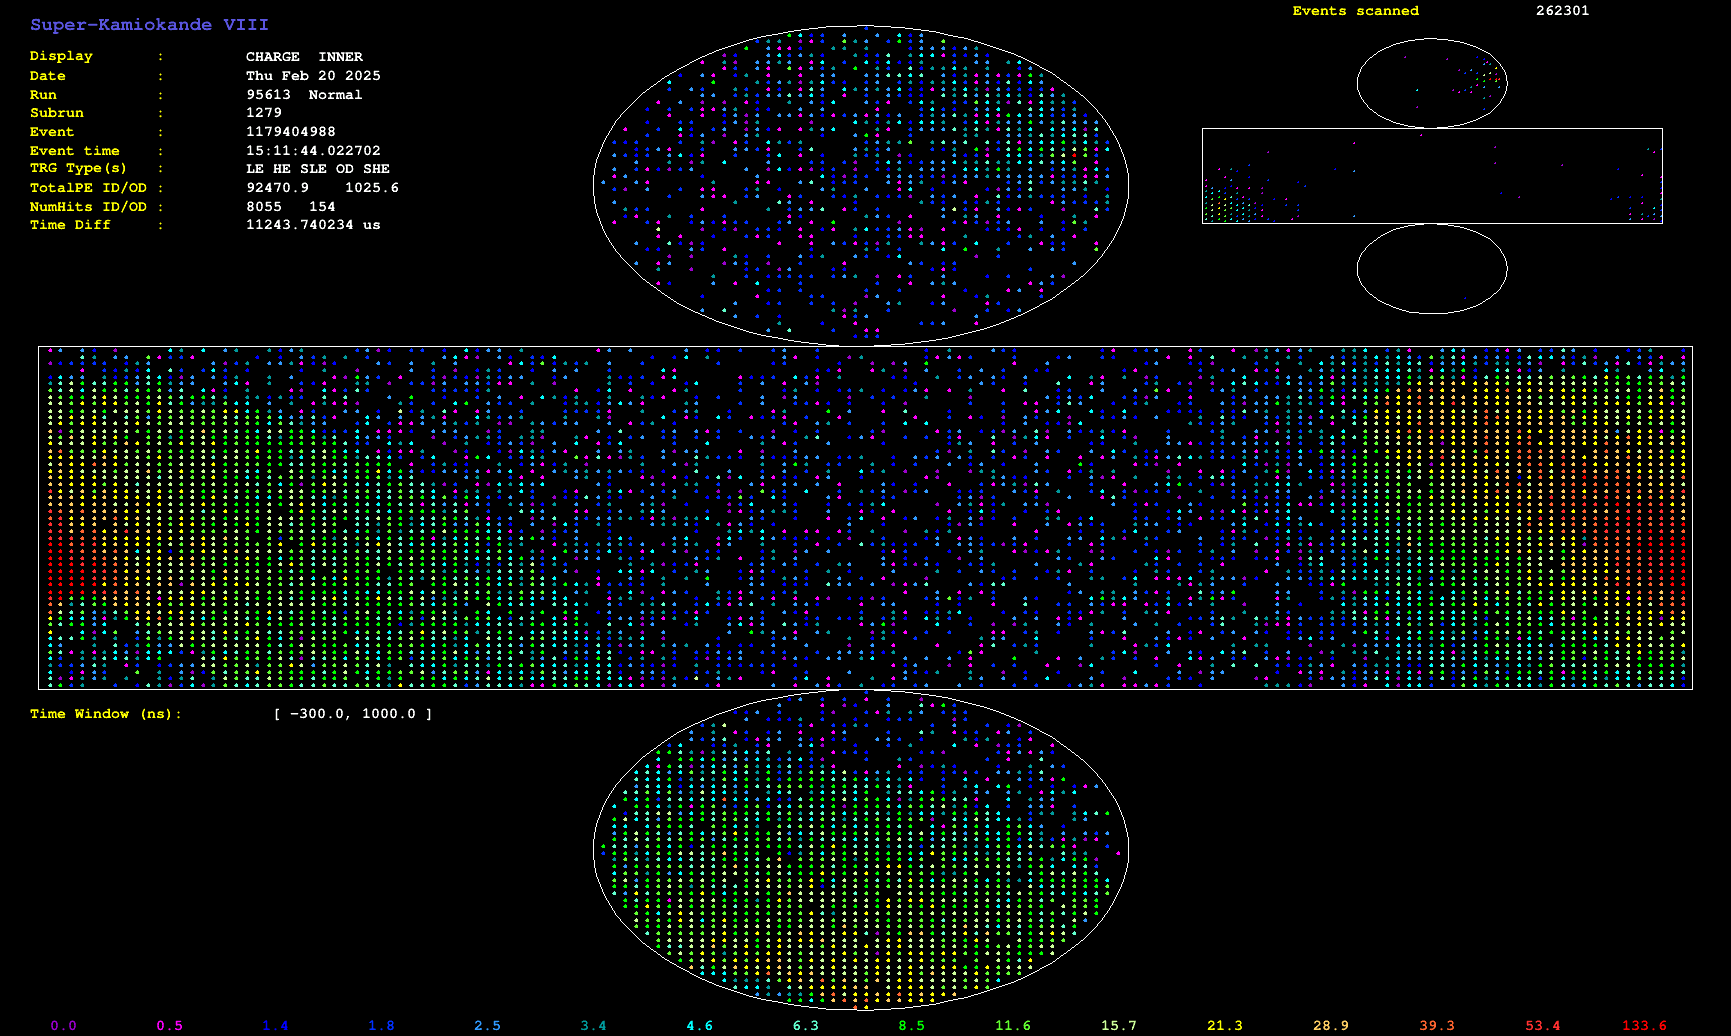 Super-Kamiokande VIII
Events scanned 262301
Display : CHARGE INNER
Date : Thu Feb 20 2025
Run : 95613 Normal
Subrun : 1279
Event : 1179404988
Event time : 15:11:44.022702
TRG Type(s) : LE HE SLE OD SHE
TotalPE ID/OD : 92470.9 1025.6
NumHits ID/OD : 8055 154
Time Diff : 11243.740234 us
Time Window (ns): [ -300.0, 1000.0 ]
0.0 0.5 1.4 1.8 2.5 3.4 4.6 6.3 8.5 11.6 15.7 21.3 28.9 39.3 53.4 133.6